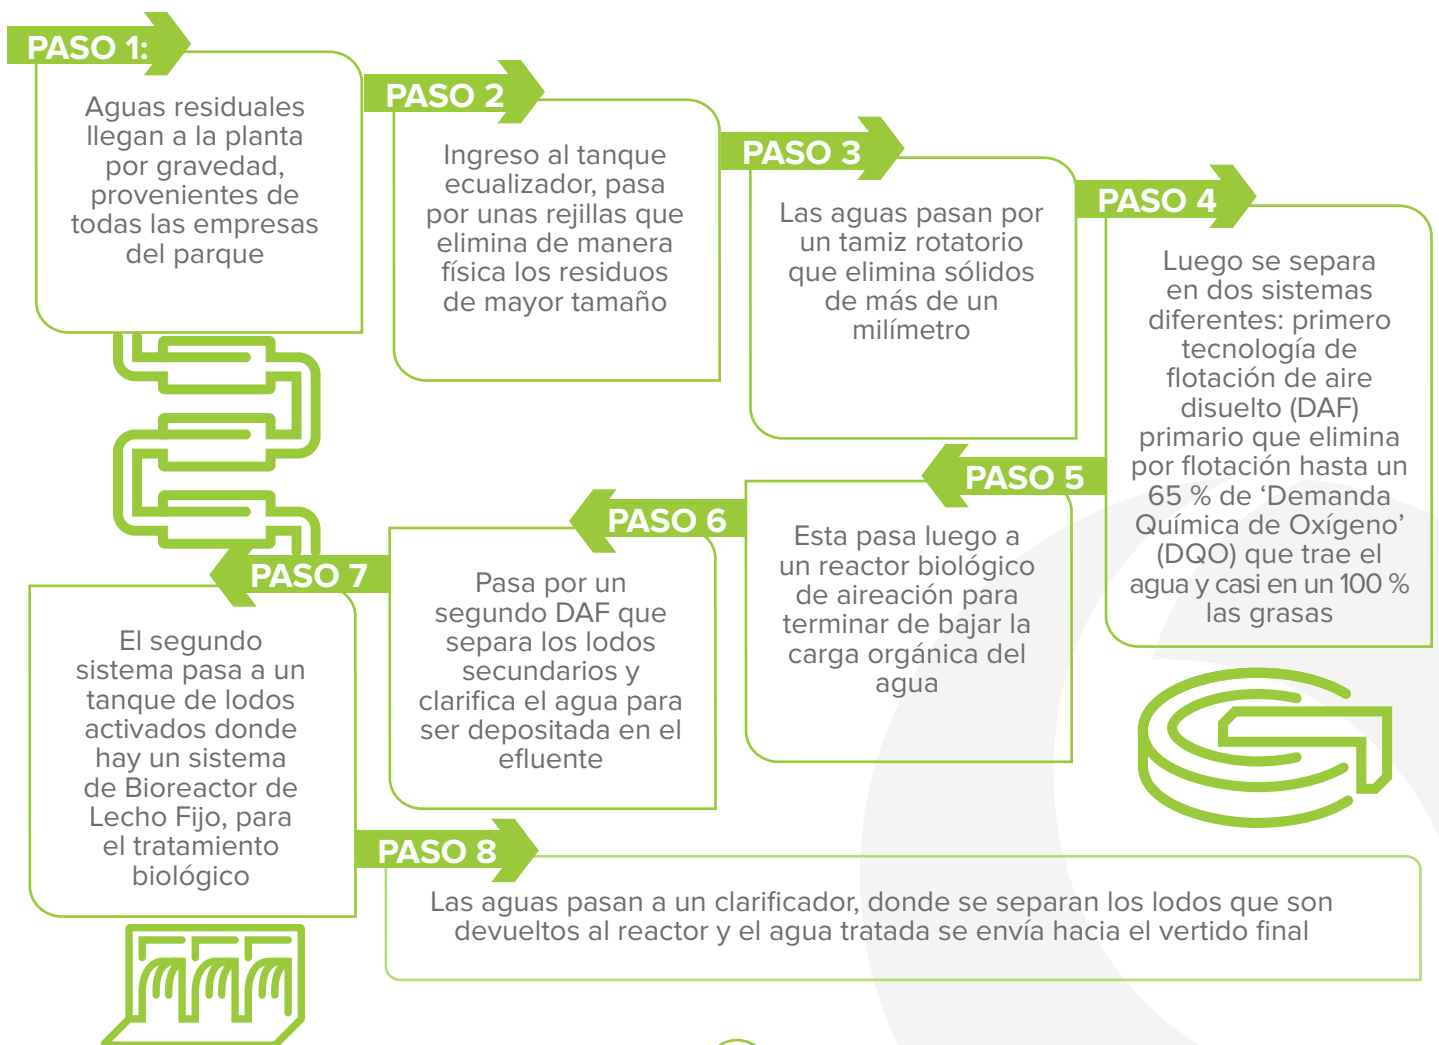 PASO 1:
Aguas residuales
llegan a la planta
por gravedad,
provenientes de
todas las empresas
del parque
PASO 2
Ingreso al tanque
ecualizador, pasa
por unas rejillas que
elimina de manera
física los residuos
de mayor tamaño
PASO 3
Las aguas pasan por
un tamiz rotatorio
que elimina sólidos
de más de un
milímetro
PASO 4
Luego se separa
en dos sistemas
diferentes: primero
tecnología de
flotación de aire
disuelto (DAF)
primario que elimina
por flotación hasta un
65 % de ‘Demanda
Química de Oxígeno’
(DQO) que trae el
agua y casi en un 100 %
las grasas
PASO 5
Esta pasa luego a
un reactor biológico
de aireación para
terminar de bajar la
carga orgánica del
agua
PASO 6
Pasa por un
segundo DAF que
separa los lodos
secundarios y
clarifica el agua para
ser depositada en el
efluente
PASO 7
El segundo
sistema pasa a un
tanque de lodos
activados donde
hay un sistema
de Bioreactor de
Lecho Fijo, para
el tratamiento
biológico
PASO 8
Las aguas pasan a un clarificador, donde se separan los lodos que son
devueltos al reactor y el agua tratada se envía hacia el vertido final